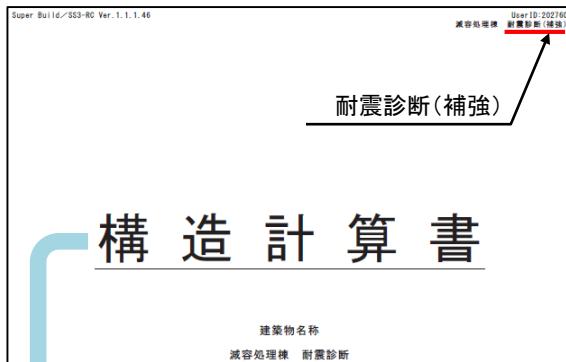 Super Build／SS3-RC Ver.1.1.1.46
UserID:202760
減容処理棟 耐震診断(補強)
耐震診断（補強）
構造計算書
建築物名称
減容処理棟 耐震診断